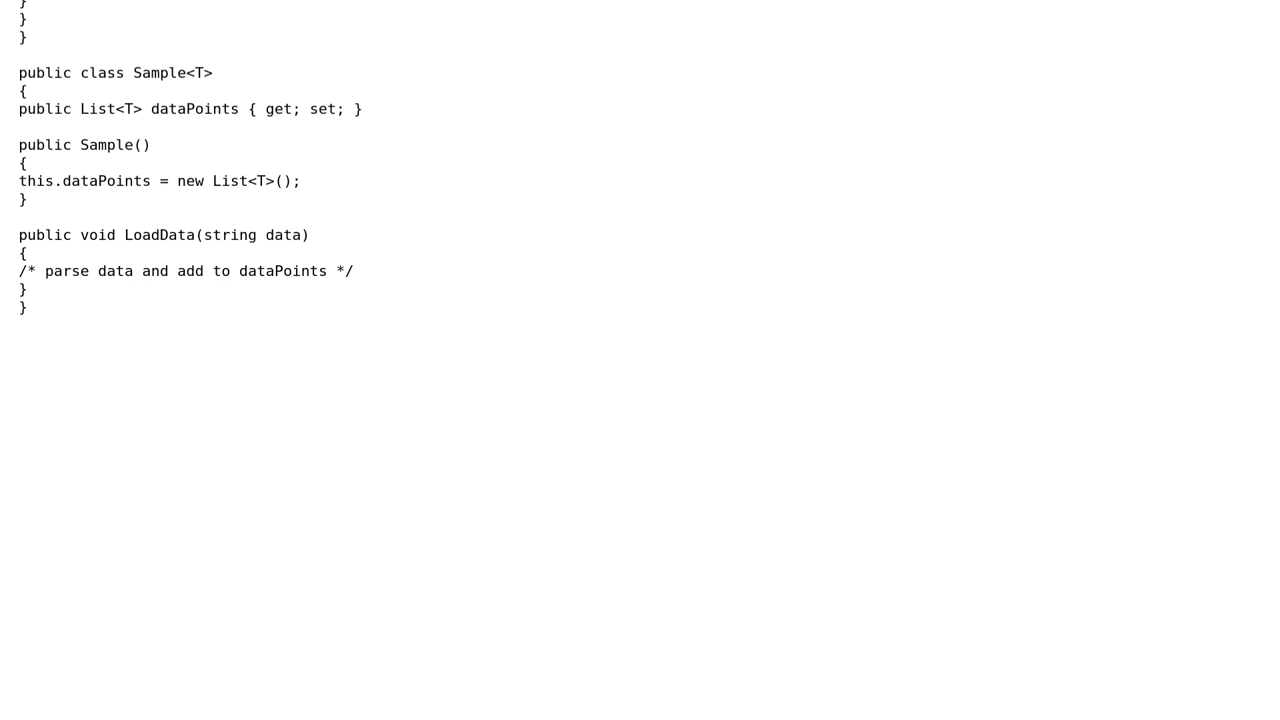 }
}
}
public class Sample<T>
{
public List<T> dataPoints { get; set; }
public Sample()
{
this.dataPoints = new List<T>();
}
public void LoadData(string data)
{
/* parse data and add to dataPoints */
}
}